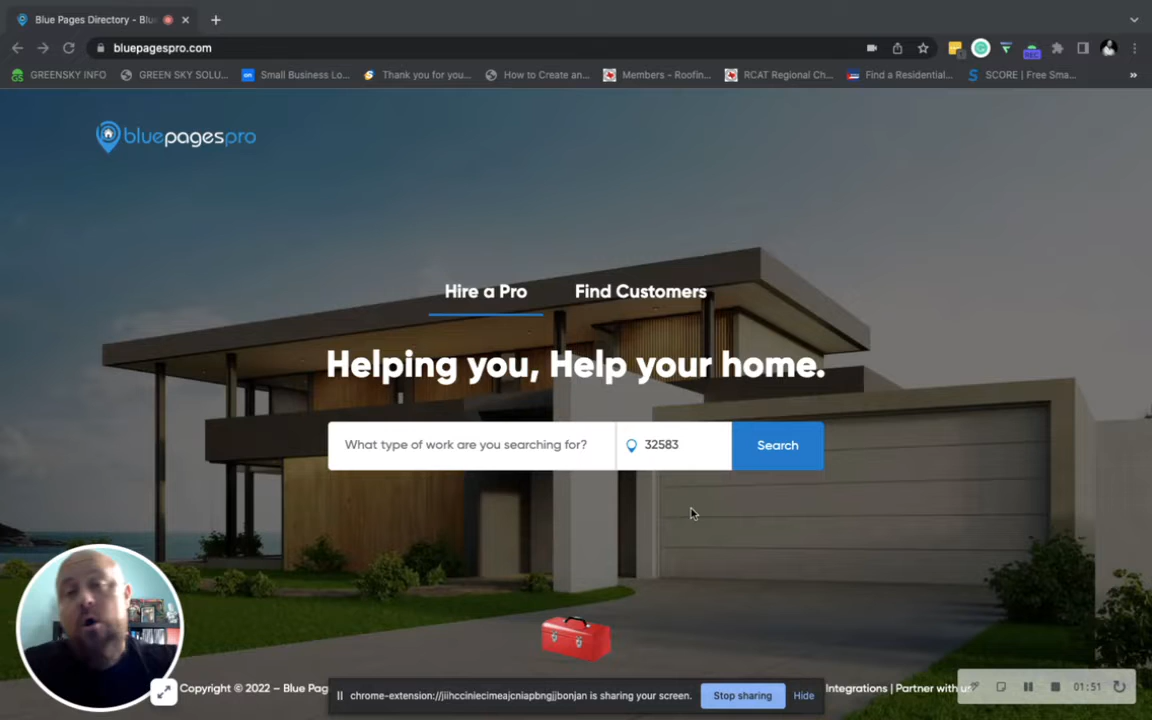 Blue Pages Directory - Blu
bluepagespro.com
GREENSKY INFO
GREEN SKY SOLU...
Small Business Lo...
Thank you for you...
How to Create an...
Members - Roofin...
RCAT Regional Ch...
Find a Residential...
SCORE | Free Sma...
»
bluepagespro
Hire a Pro
Find Customers
Helping you, Help your home.
What type of work are you searching for?
32583
Search
Copyright © 2022 – Blue Pag
Integrations | Partner with us
chrome-extension://jiihcciniecimeajcniapbngjjbonjan is sharing your screen.
Stop sharing
Hide
01:51